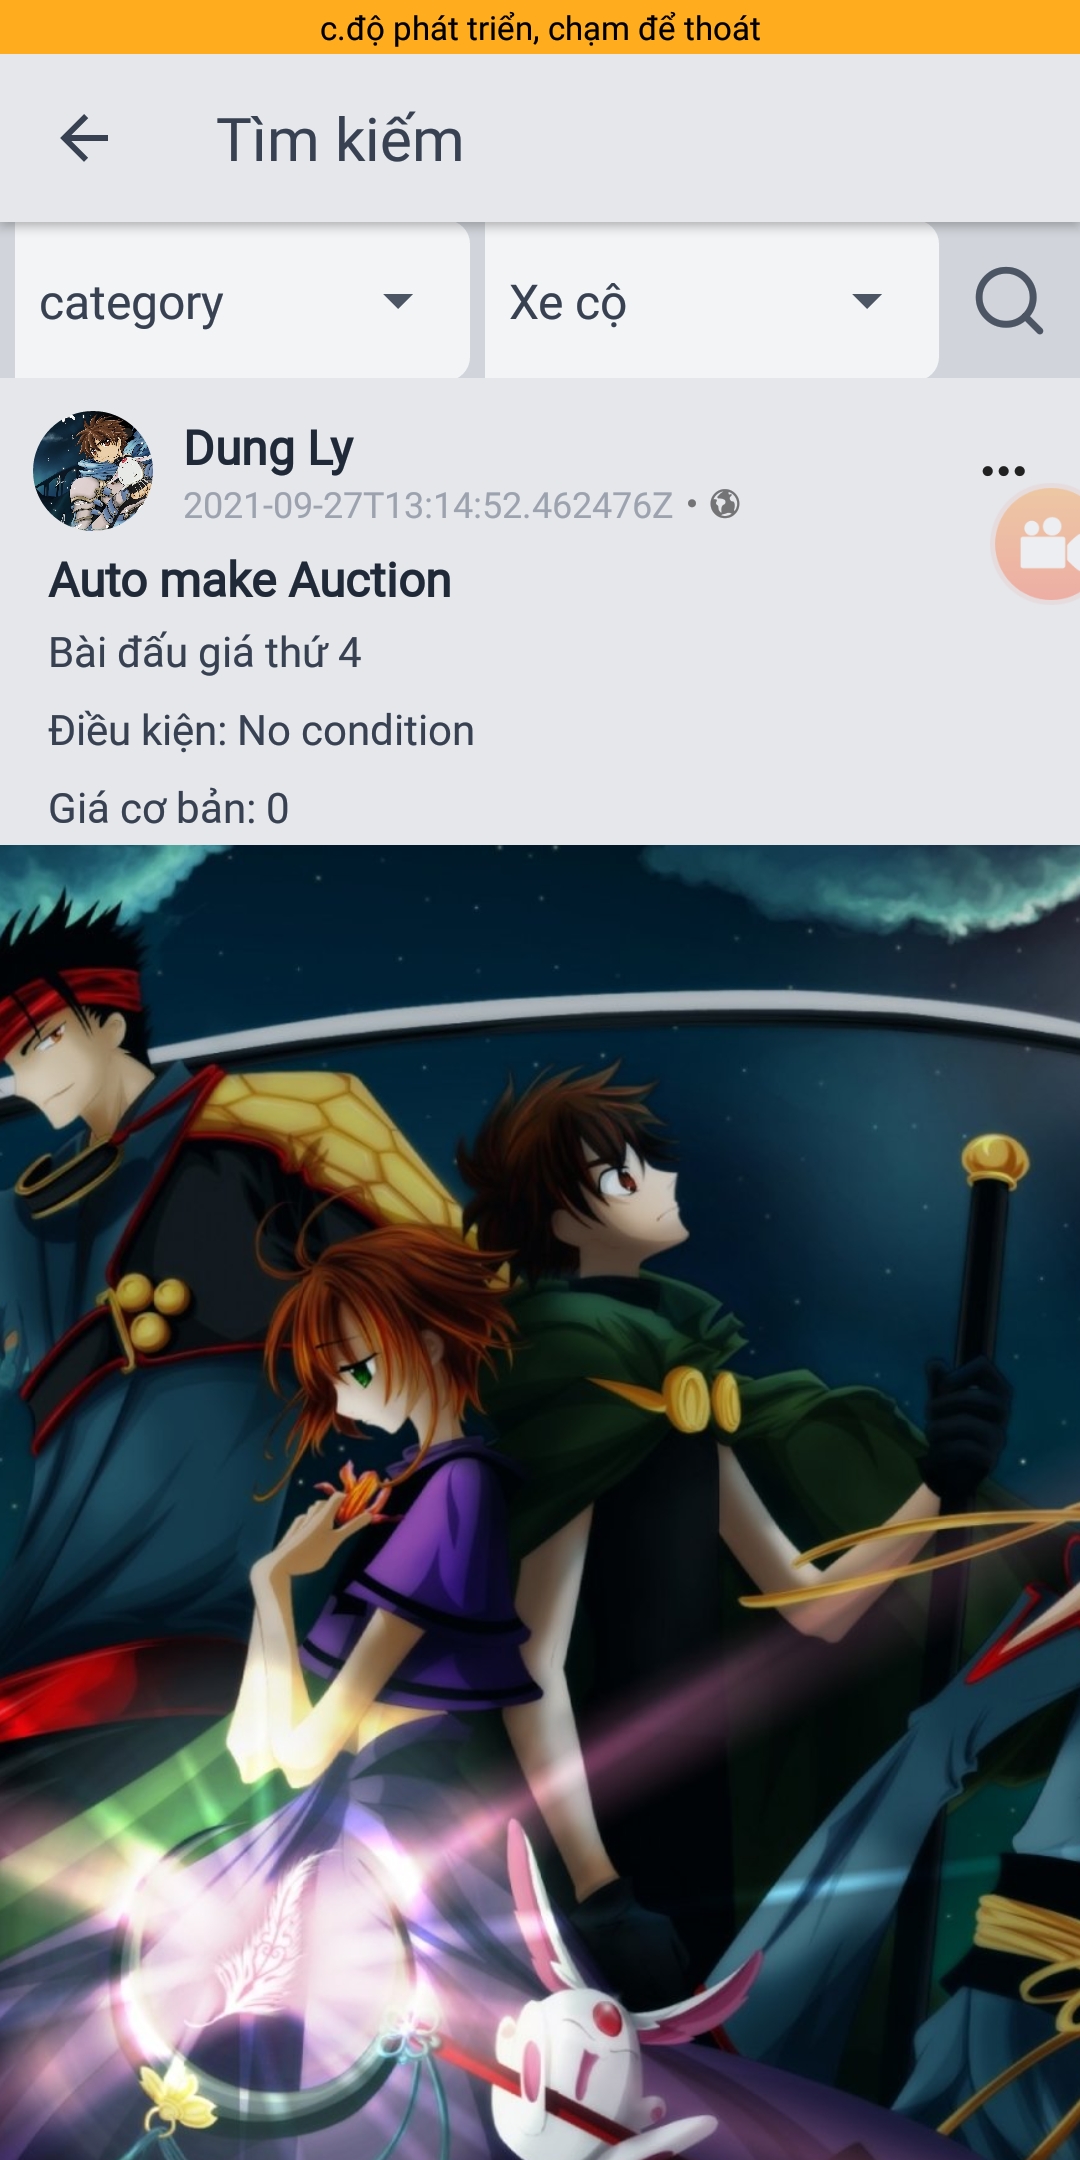 c.độ phát triển, chạm để thoát
Tìm kiếm
category
Xe cộ
Dung Ly
2021-09-27T13:14:52.462476Z •
Auto make Auction
Bài đấu giá thứ 4
Điều kiện: No condition
Giá cơ bản: 0